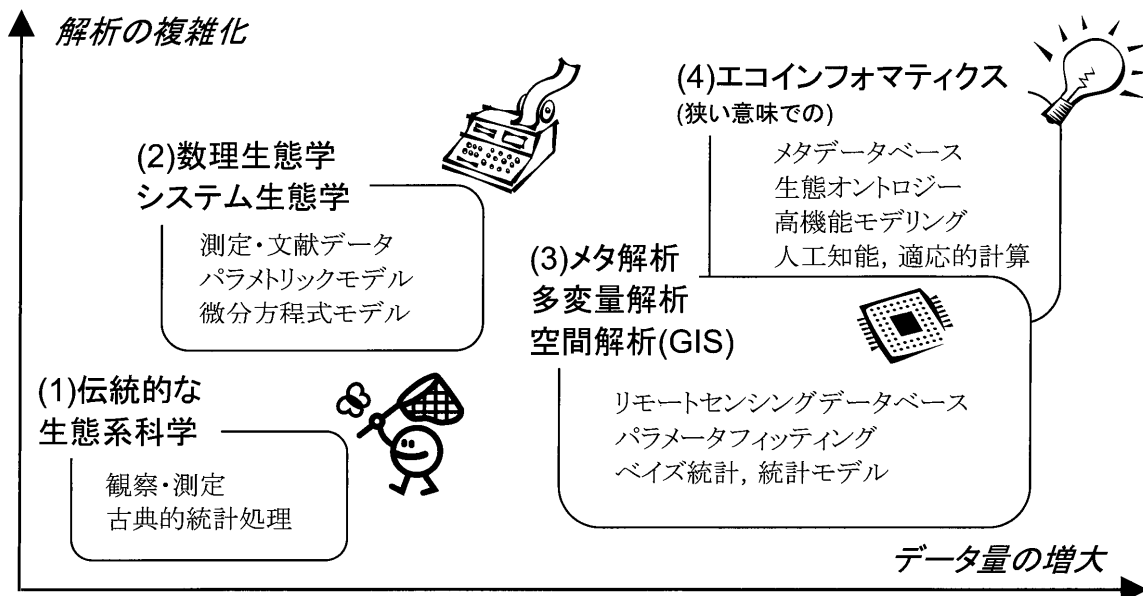 解析の複雑化
(4)エコインフォマティクス
(狭い意味での)
メタデータベース
生態オントロジー
高機能モデリング
人工知能, 適応的計算
(2)数理生態学
システム生態学
測定・文献データ
パラメトリックモデル
微分方程式モデル
(3)メタ解析
多変量解析
空間解析(GIS)
リモートセンシングデータベース
パラメータフィッティング
ベイズ統計, 統計モデル
(1)伝統的な
生態系科学
観察・測定
古典的統計処理
データ量の増大